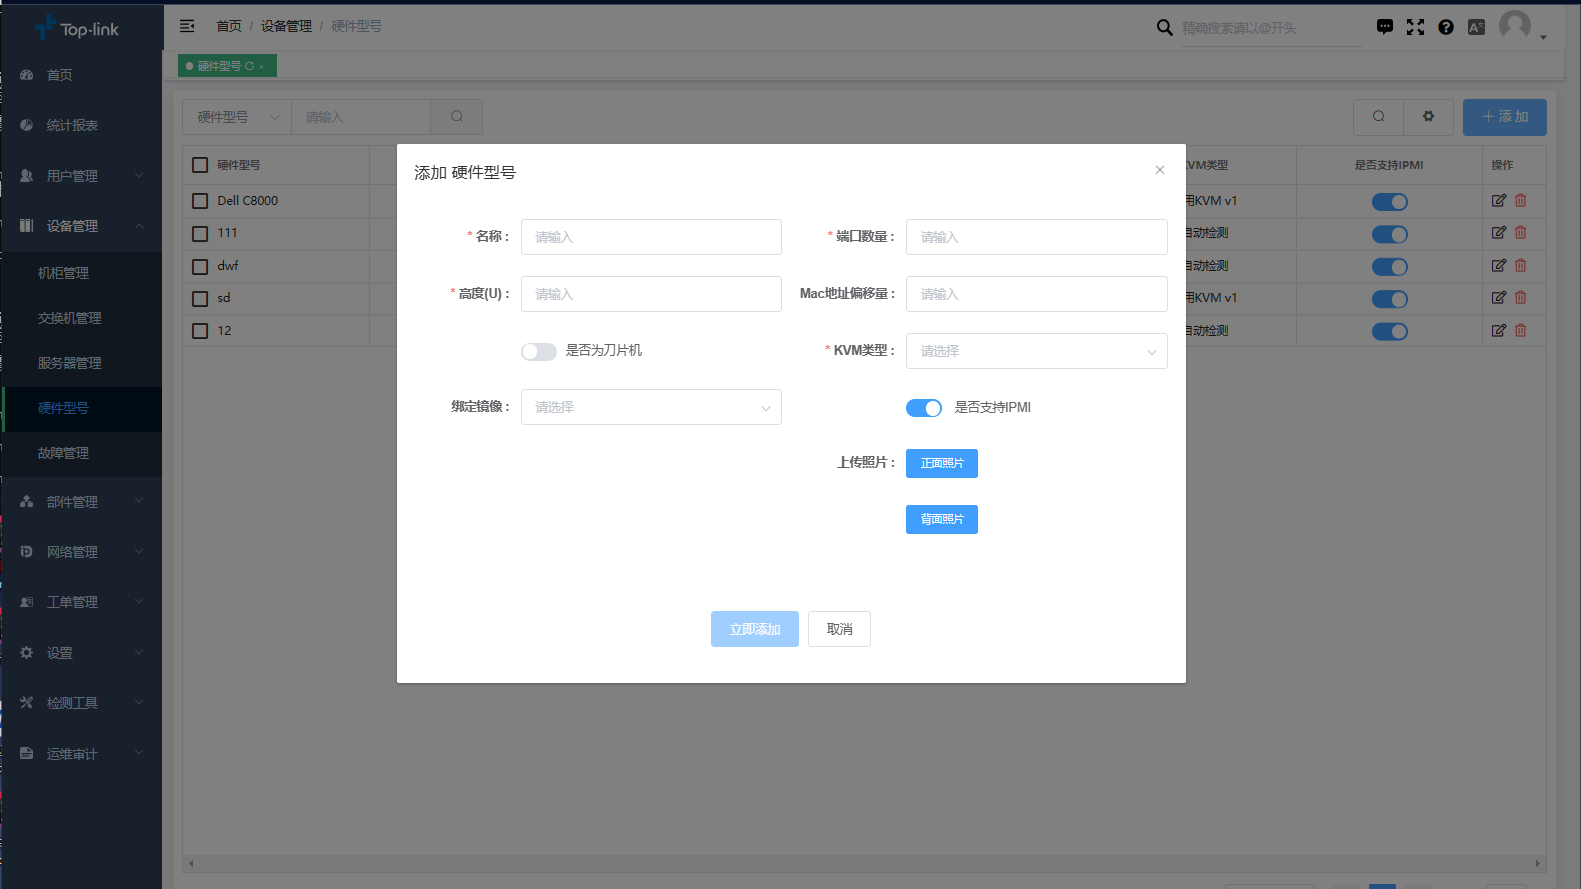 Top-link
首页 / 设备管理 / 硬件型号
精确搜索请以@开头
硬件型号
首页
统计报表
用户管理
设备管理
机柜管理
交换机管理
服务器管理
硬件型号
故障管理
部件管理
网络管理
工单管理
设置
检测工具
运维审计
硬件型号 请输入
添加
硬件型号 VM类型 是否支持IPMI 操作
Dell C8000 用KVM v1
111 自动检测
dwf 自动检测
sd 用KVM v1
12 自动检测
添加 硬件型号
* 名称： 请输入 * 端口数量： 请输入
* 高度(U)： 请输入 Mac地址偏移量： 请输入
是否为刀片机 * KVM类型： 请选择
绑定镜像： 请选择 是否支持IPMI
上传照片： 正面照片
背面照片
立即添加 取消